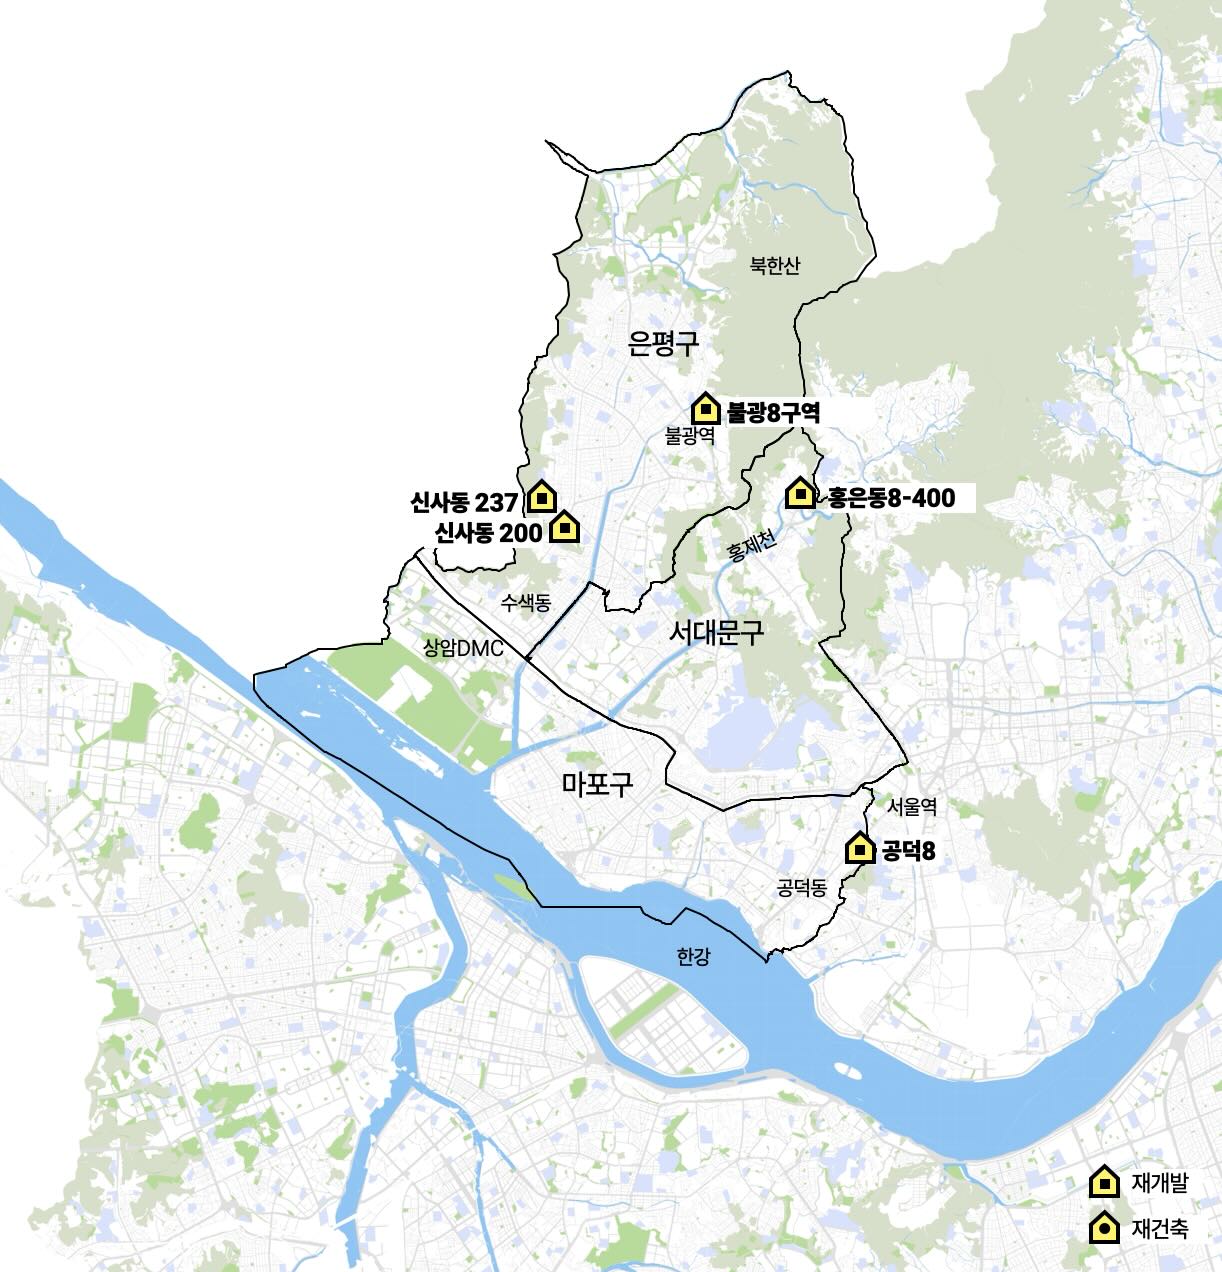 북한산
은평구
불광8구역
불광역
신사동 237
홍은동8-400
신사동 200
홍제천
수색동
서대문구
상암DMC
마포구
서울역
공덕8
공덕동
한강
재개발
재건축